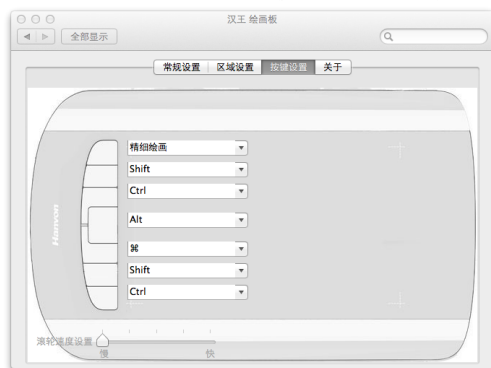 汉王 绘画板
全部显示
常规设置 区域设置 按键设置 关于
精细绘画
Shift
Ctrl
Alt
⌘
Shift
Ctrl
Hanvon
滚轮速度设置
慢 快